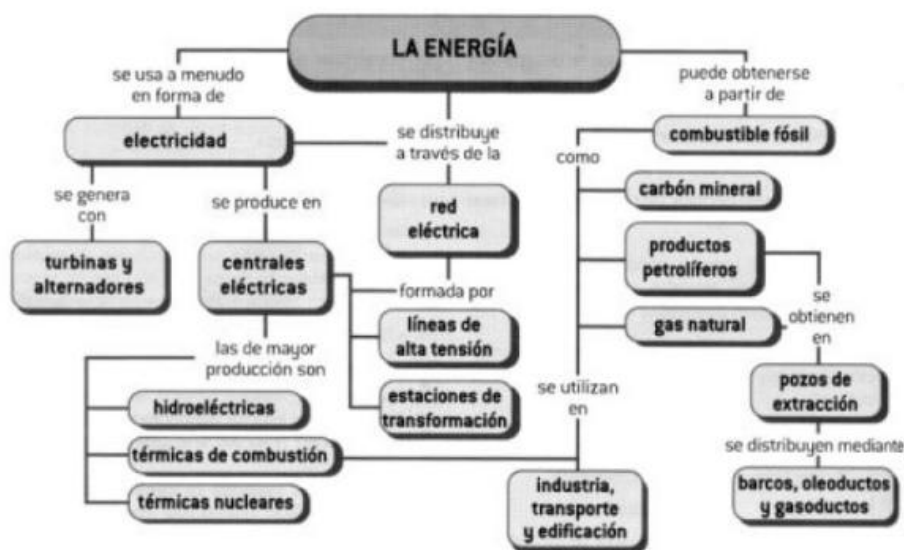 LA ENERGÍA
se usa a menudo
en forma de
electricidad
se genera
con
turbinas y
alternadores
se produce en
centrales
eléctricas
las de mayor
producción son
hidroeléctricas
térmicas de combustión
térmicas nucleares
se distribuye
a través de la
red
eléctrica
formada por
líneas de
alta tensión
estaciones de
transformación
puede obtenerse
a partir de
combustible fósil
como
carbón mineral
productos
petrolíferos
gas natural
se utilizan
en
industria,
transporte
y edificación
se
obtienen
en
pozos de
extracción
se distribuyen mediante
barcos, oleoductos
y gasoductos